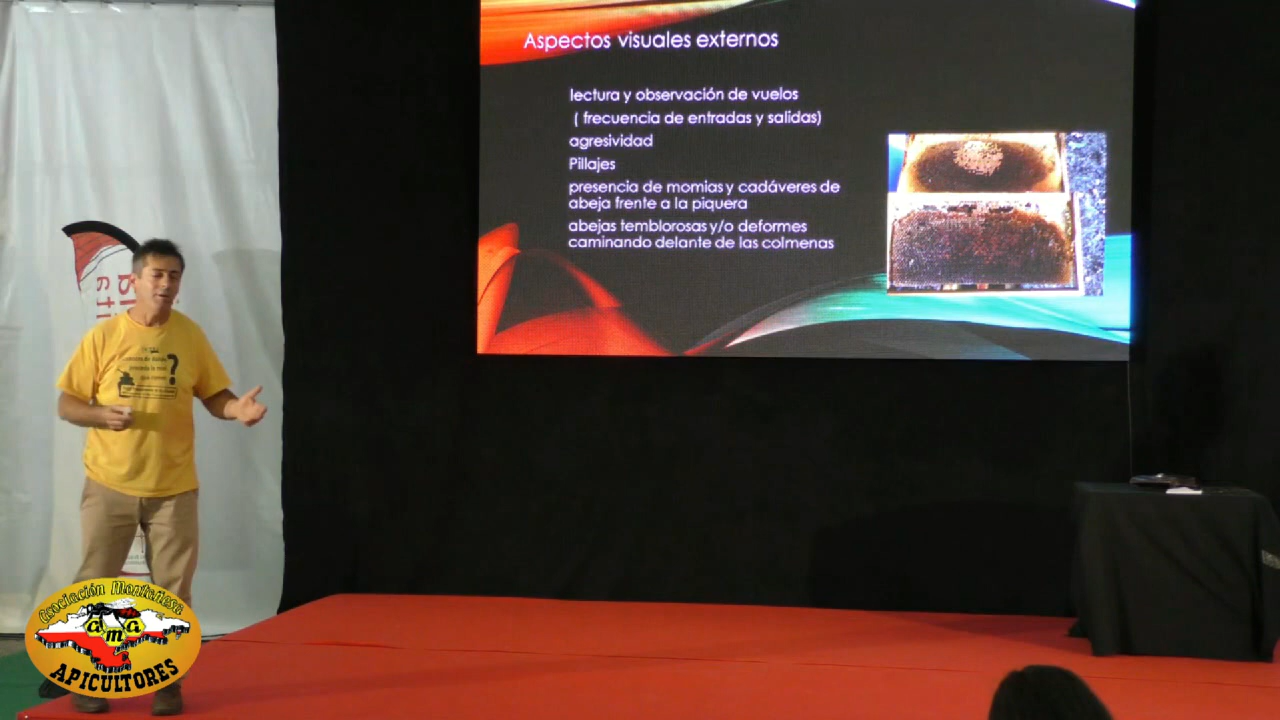 Aspectos visuales externos
lectura y observación de vuelos
( frecuencia de entradas y salidas)
agresividad
Pillajes
presencia de momias y cadáveres de
abeja frente a la piquera
abejas temblorosas y/o deformes
caminando delante de las colmenas
?
Asociación Montañesa
AMA
APICULTORES